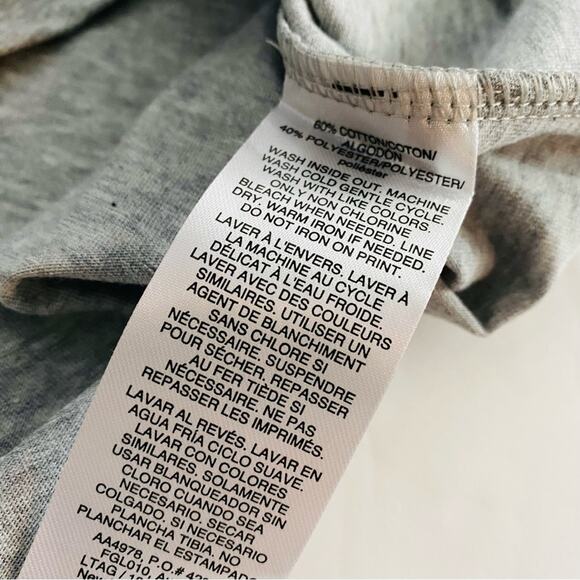 60% COTTON/COTON/
ALGODÓN
40% POLYESTER/POLYESTER/
poliéster
WASH INSIDE OUT. MACHINE
WASH COLD GENTLE CYCLE.
WASH WITH LIKE COLORS.
ONLY NON CHLORINE
BLEACH WHEN NEEDED. LINE
DRY. WARM IRON IF NEEDED.
DO NOT IRON ON PRINT.
LAVER À L'ENVERS. LAVER À
LA MACHINE AU CYCLE
DÉLICAT À L'EAU FROIDE.
LAVER AVEC DES COULEURS
SIMILAIRES, UTILISER UN
AGENT DE BLANCHIMENT
SANS CHLORE SI
NÉCESSAIRE. SUSPENDRE
POUR SÉCHER, REPASSER
AU FER TIÈDE SI
NÉCESSAIRE. NE PAS
REPASSER LES IMPRIMÉS.
LAVAR AL REVÉS. LAVAR EN
AGUA FRÍA CICLO SUAVE.
LAVAR CON COLORES
SIMILARES, SOLAMENTE
USAR BLANQUEADOR SIN
CLORO CUANDO SEA
NECESARIO, SECAR
COLGADO, SI NECESARIO
PLANCHA TIBIA. NO
PLANCHAR EL ESTAMPADO
AA4978, P.O.#
FGL010,
LTAG /
New